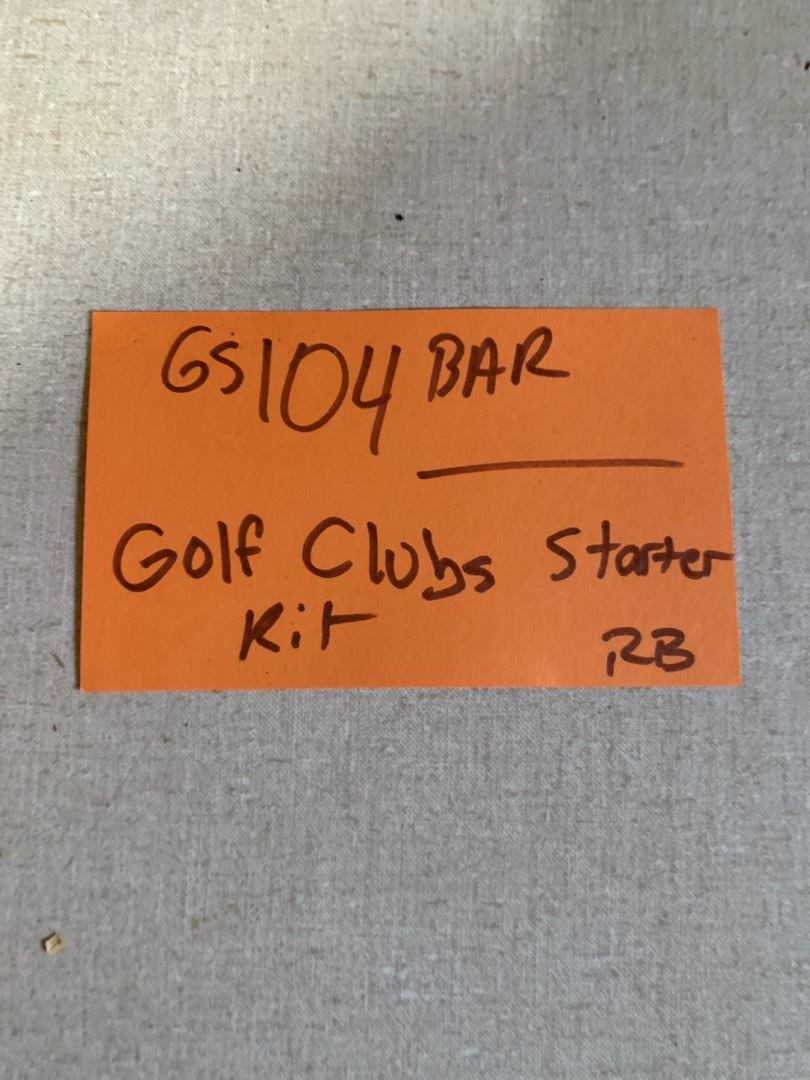 GS104 BAR
Golf Clubs Starter
Kit RB